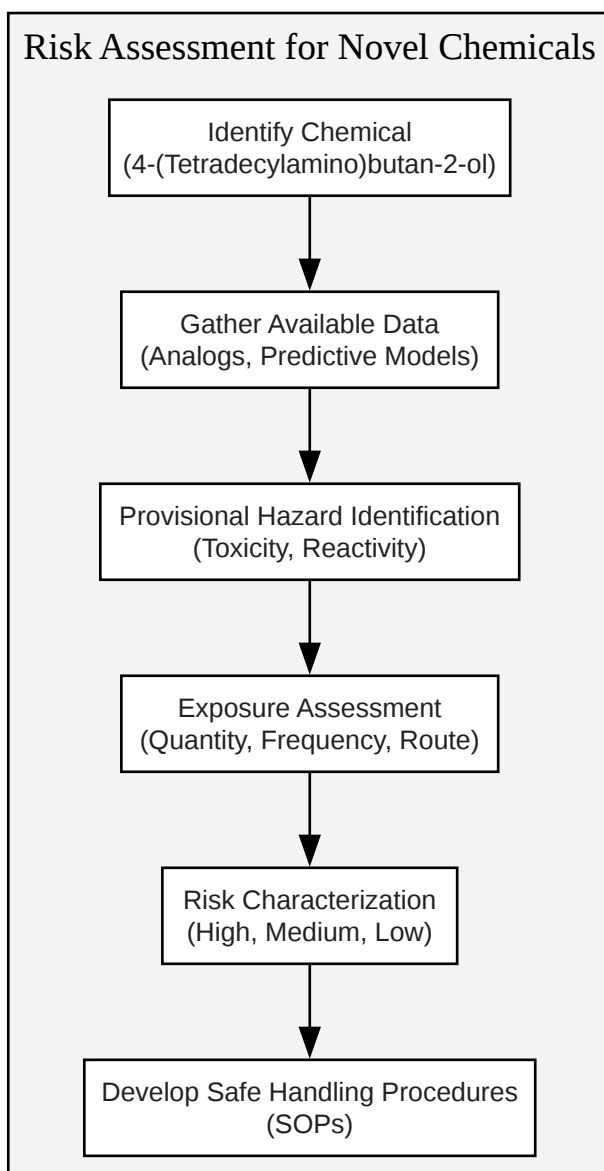 Risk Assessment for Novel Chemicals
Identify Chemical
(4-(Tetradecylamino)butan-2-ol)
Gather Available Data
(Analogs, Predictive Models)
Provisional Hazard Identification
(Toxicity, Reactivity)
Exposure Assessment
(Quantity, Frequency, Route)
Risk Characterization
(High, Medium, Low)
Develop Safe Handling Procedures
(SOPs)